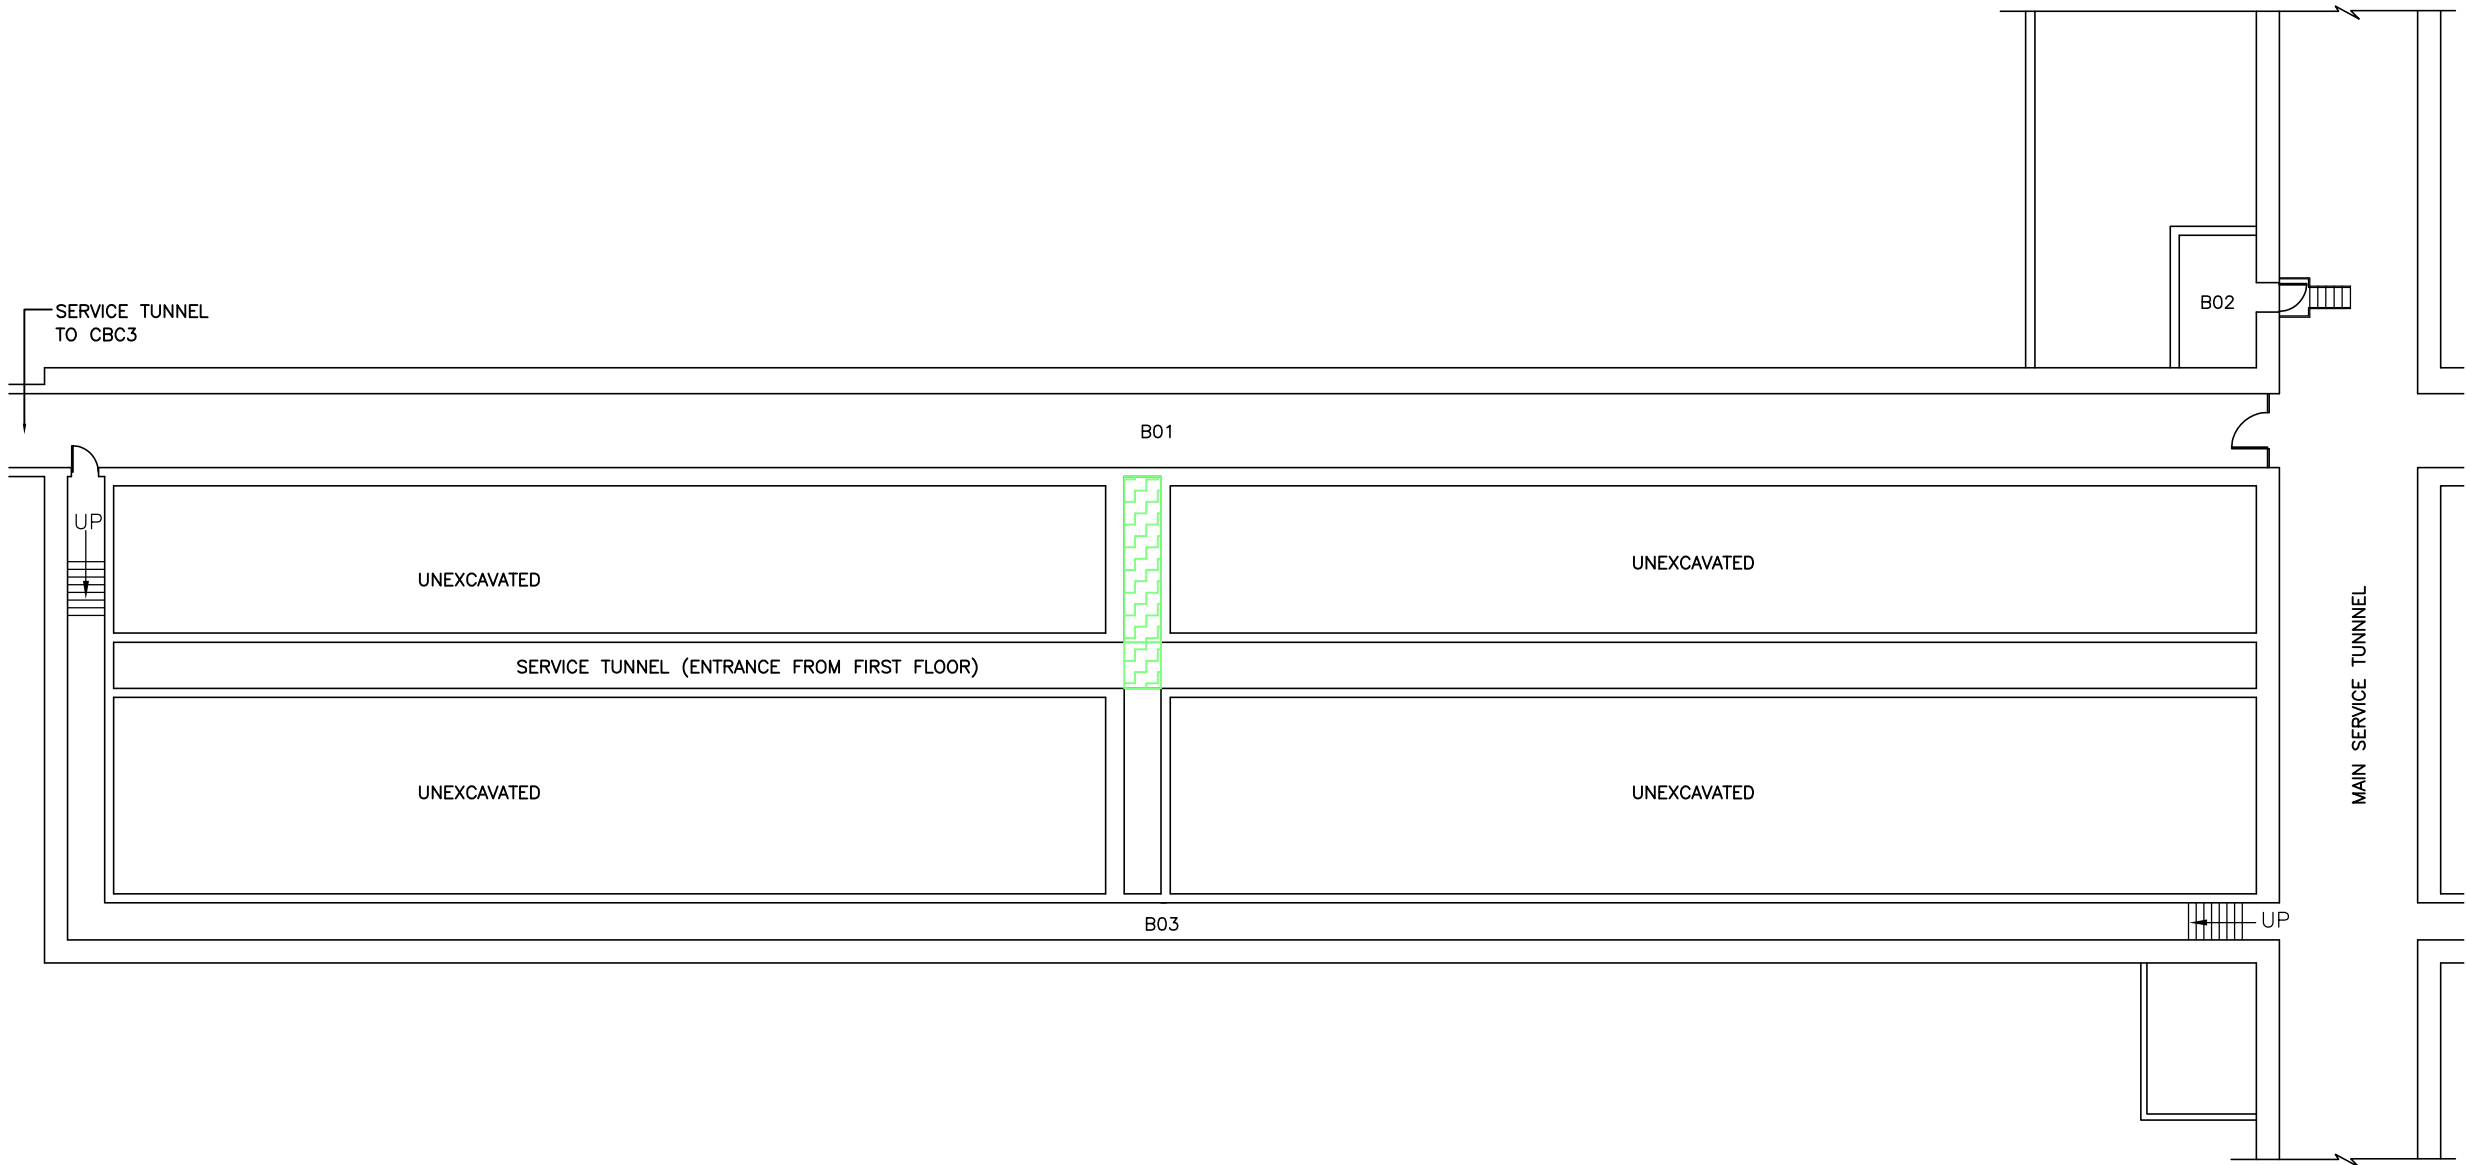 B02
SERVICE TUNNEL
TO CBC3
B01
UP
UNEXCAVATED
UNEXCAVATED
SERVICE TUNNEL (ENTRANCE FROM FIRST FLOOR)
MAIN SERVICE TUNNNEL
UNEXCAVATED
UNEXCAVATED
B03
UP